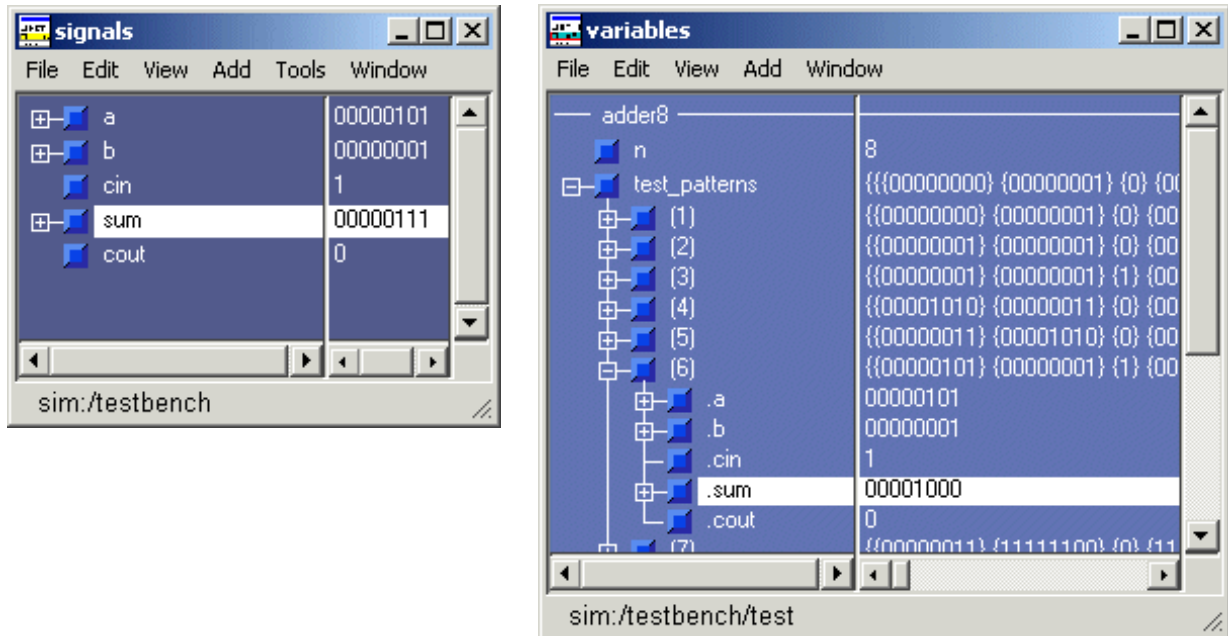 signals
File Edit View Add Tools Window
a 00000101
b 00000001
cin 1
sum 00000111
cout 0
sim:/testbench
variables
File Edit View Add Window
adder8
n 8
test_patterns {{{00000000} {00000001} {0} {00
(1) {{00000000} {00000001} {0} {00
(2) {{00000001} {00000001} {0} {00
(3) {{00000001} {00000001} {1} {00
(4) {{00001010} {00000011} {0} {00
(5) {{00000011} {00001010} {0} {00
(6) {{00000101} {00000001} {1} {00
.a 00000101
.b 00000001
.cin 1
.sum 00001000
.cout 0
(7) {{00000011} {11111100} {0} {11
sim:/testbench/test